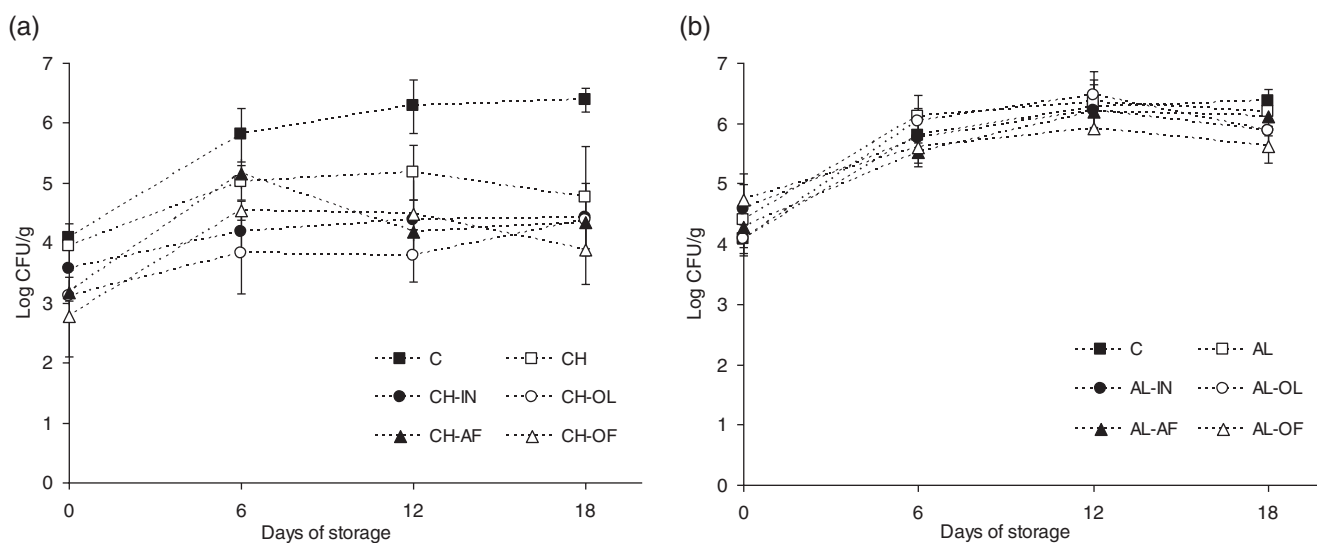 (a)
7
6
5
4
3
2
1
0
Log CFU/g
0 6 12 18
Days of storage
C CH
CH-IN CH-OL
CH-AF CH-OF
(b)
7
6
5
4
3
2
1
0
Log CFU/g
0 6 12 18
Days of storage
C AL
AL-IN AL-OL
AL-AF AL-OF